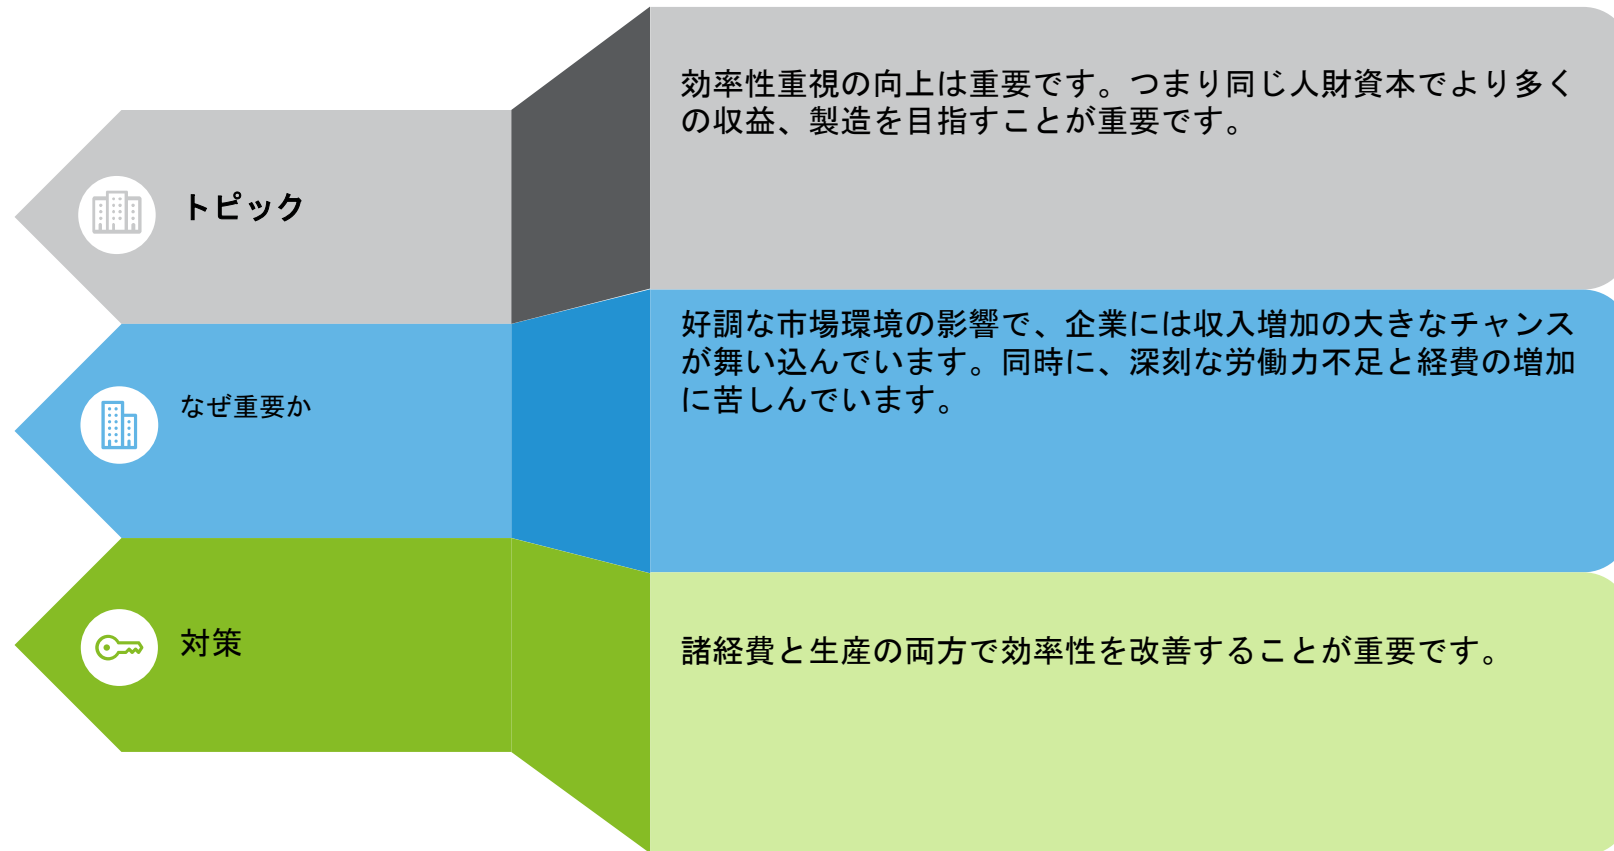 トピック
効率性重視の向上は重要です。つまり同じ人財資本でより多く
の収益、製造を目指すことが重要です。
なぜ重要か
好調な市場環境の影響で、企業には収入増加の大きなチャンス
が舞い込んでいます。同時に、深刻な労働力不足と経費の増加
に苦しんでいます。
対策
諸経費と生産の両方で効率性を改善することが重要です。